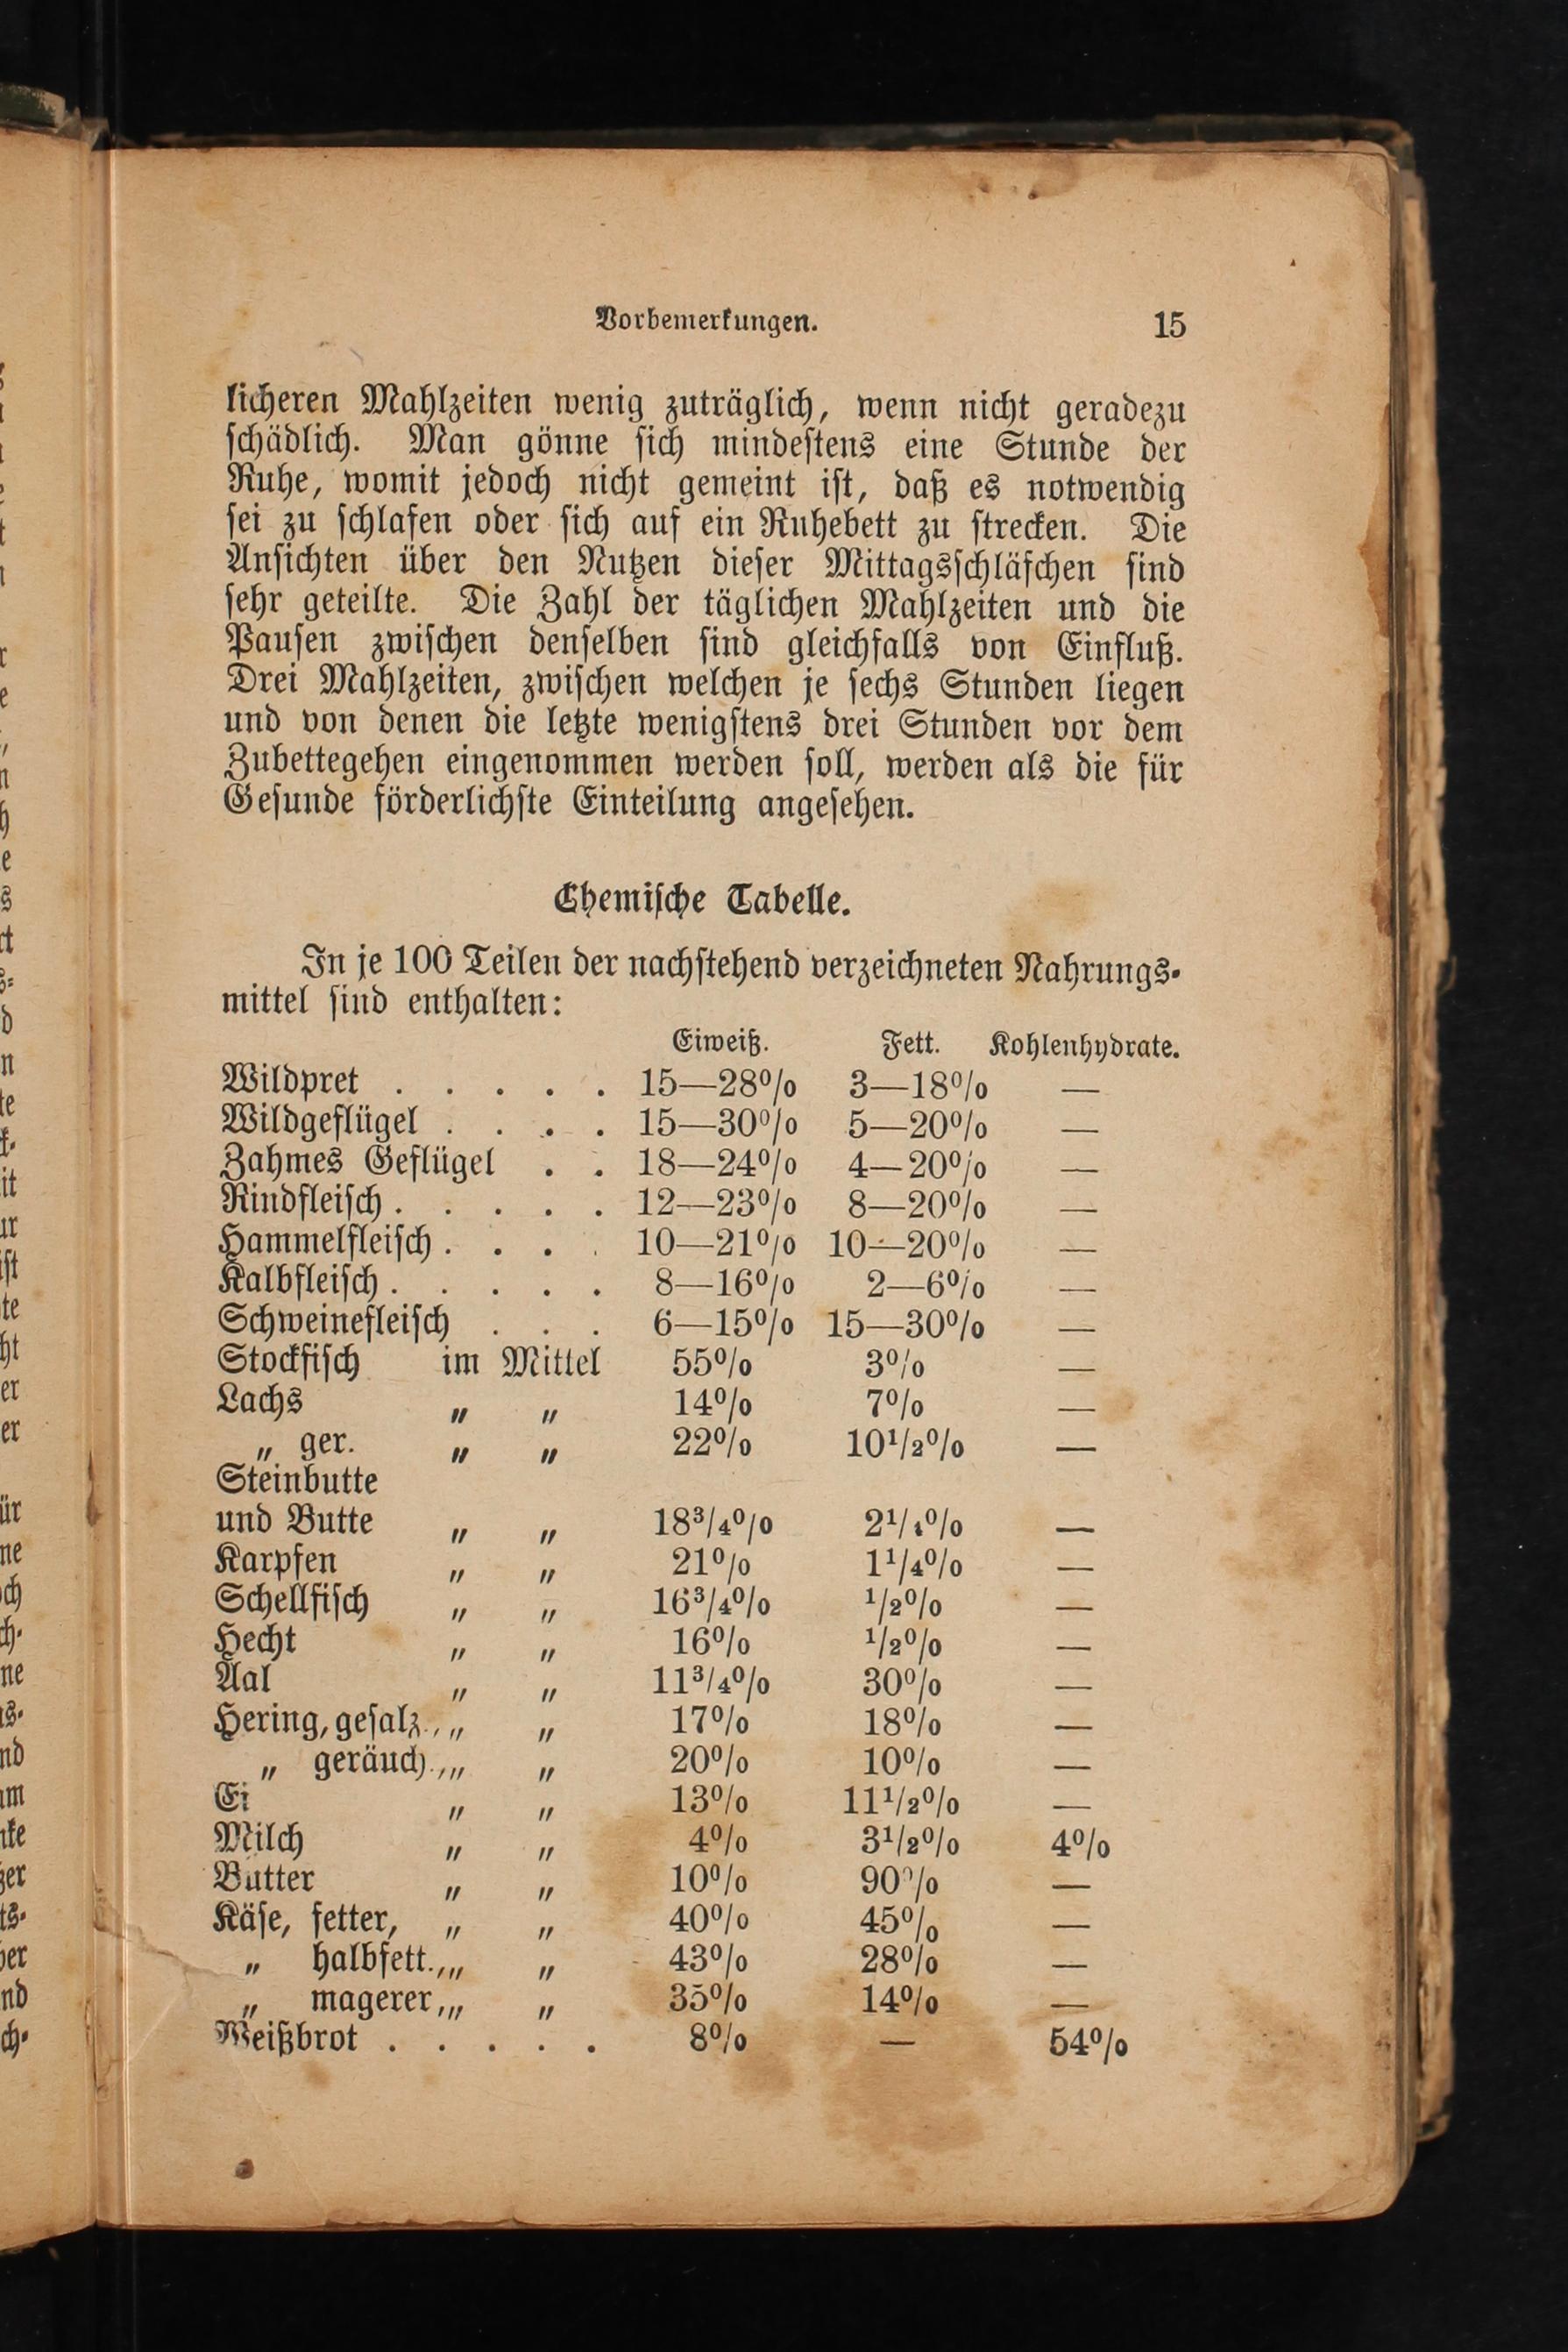 Vorbemerkungen. 15
licheren Mahlzeiten wenig zuträglich, wenn nicht geradezu
schädlich. Man gönne sich mindestens eine Stunde der
Ruhe, womit jedoch nicht gemeint ist, daß es notwendig
sei zu schlafen oder sich auf ein Ruhebett zu strecken. Die
Ansichten über den Nutzen dieser Mittagsschläfchen sind
sehr geteilte. Die Zahl der täglichen Mahlzeiten und die
Pausen zwischen denselben sind gleichfalls von Einfluß.
Drei Mahlzeiten, zwischen welchen je sechs Stunden liegen
und von denen die letzte wenigstens drei Stunden vor dem
Zubettegehen eingenommen werden soll, werden als die für
Gesunde förderlichste Einteilung angesehen.
Chemische Tabelle.
In je 100 Teilen der nachstehend verzeichneten Nahrungs-
mittel sind enthalten:
Eiweiß. Fett. Kohlenhydrate.
Wildpret . . . . . 15—28% 3—18% —
Wildgeflügel . . . . 15—30% 5—20% —
Zahmes Geflügel . . 18—24% 4—20% —
Rindfleisch . . . . . 12—23% 8—20% —
Hammelfleisch . . . . 10—21% 10—20% —
Kalbfleisch . . . . . 8—16% 2—6% —
Schweinefleisch . . . 6—15% 15—30% —
Stockfisch im Mittel 55% 3% —
Lachs „ „ 14% 7% —
„ ger. „ „ 22% 10½% —
Steinbutte
und Butte „ „ 18¾% 2¼% —
Karpfen „ „ 21% 1¼% —
Schellfisch „ „ 16¾% ½% —
Hecht „ „ 16% ½% —
Aal „ „ 11¾% 30% —
Hering, gesalz., „ „ 17% 18% —
„ geräuch., „ „ 20% 10% —
Ei „ „ 13% 11½% —
Milch „ „ 4% 3½% 4%
Butter „ „ 10% 90% —
Käse, fetter, „ „ 40% 45% —
„ halbfett., „ „ 43% 28% —
„ magerer, „ „ 35% 14% —
Weißbrot . . . . . 8% — 54%